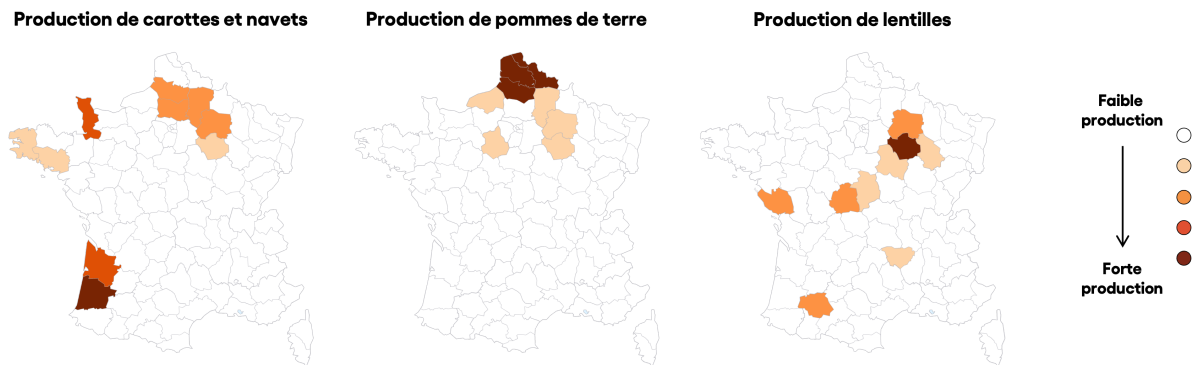 Production de carottes et navets
Production de pommes de terre
Production de lentilles
Faible
production
Forte
production